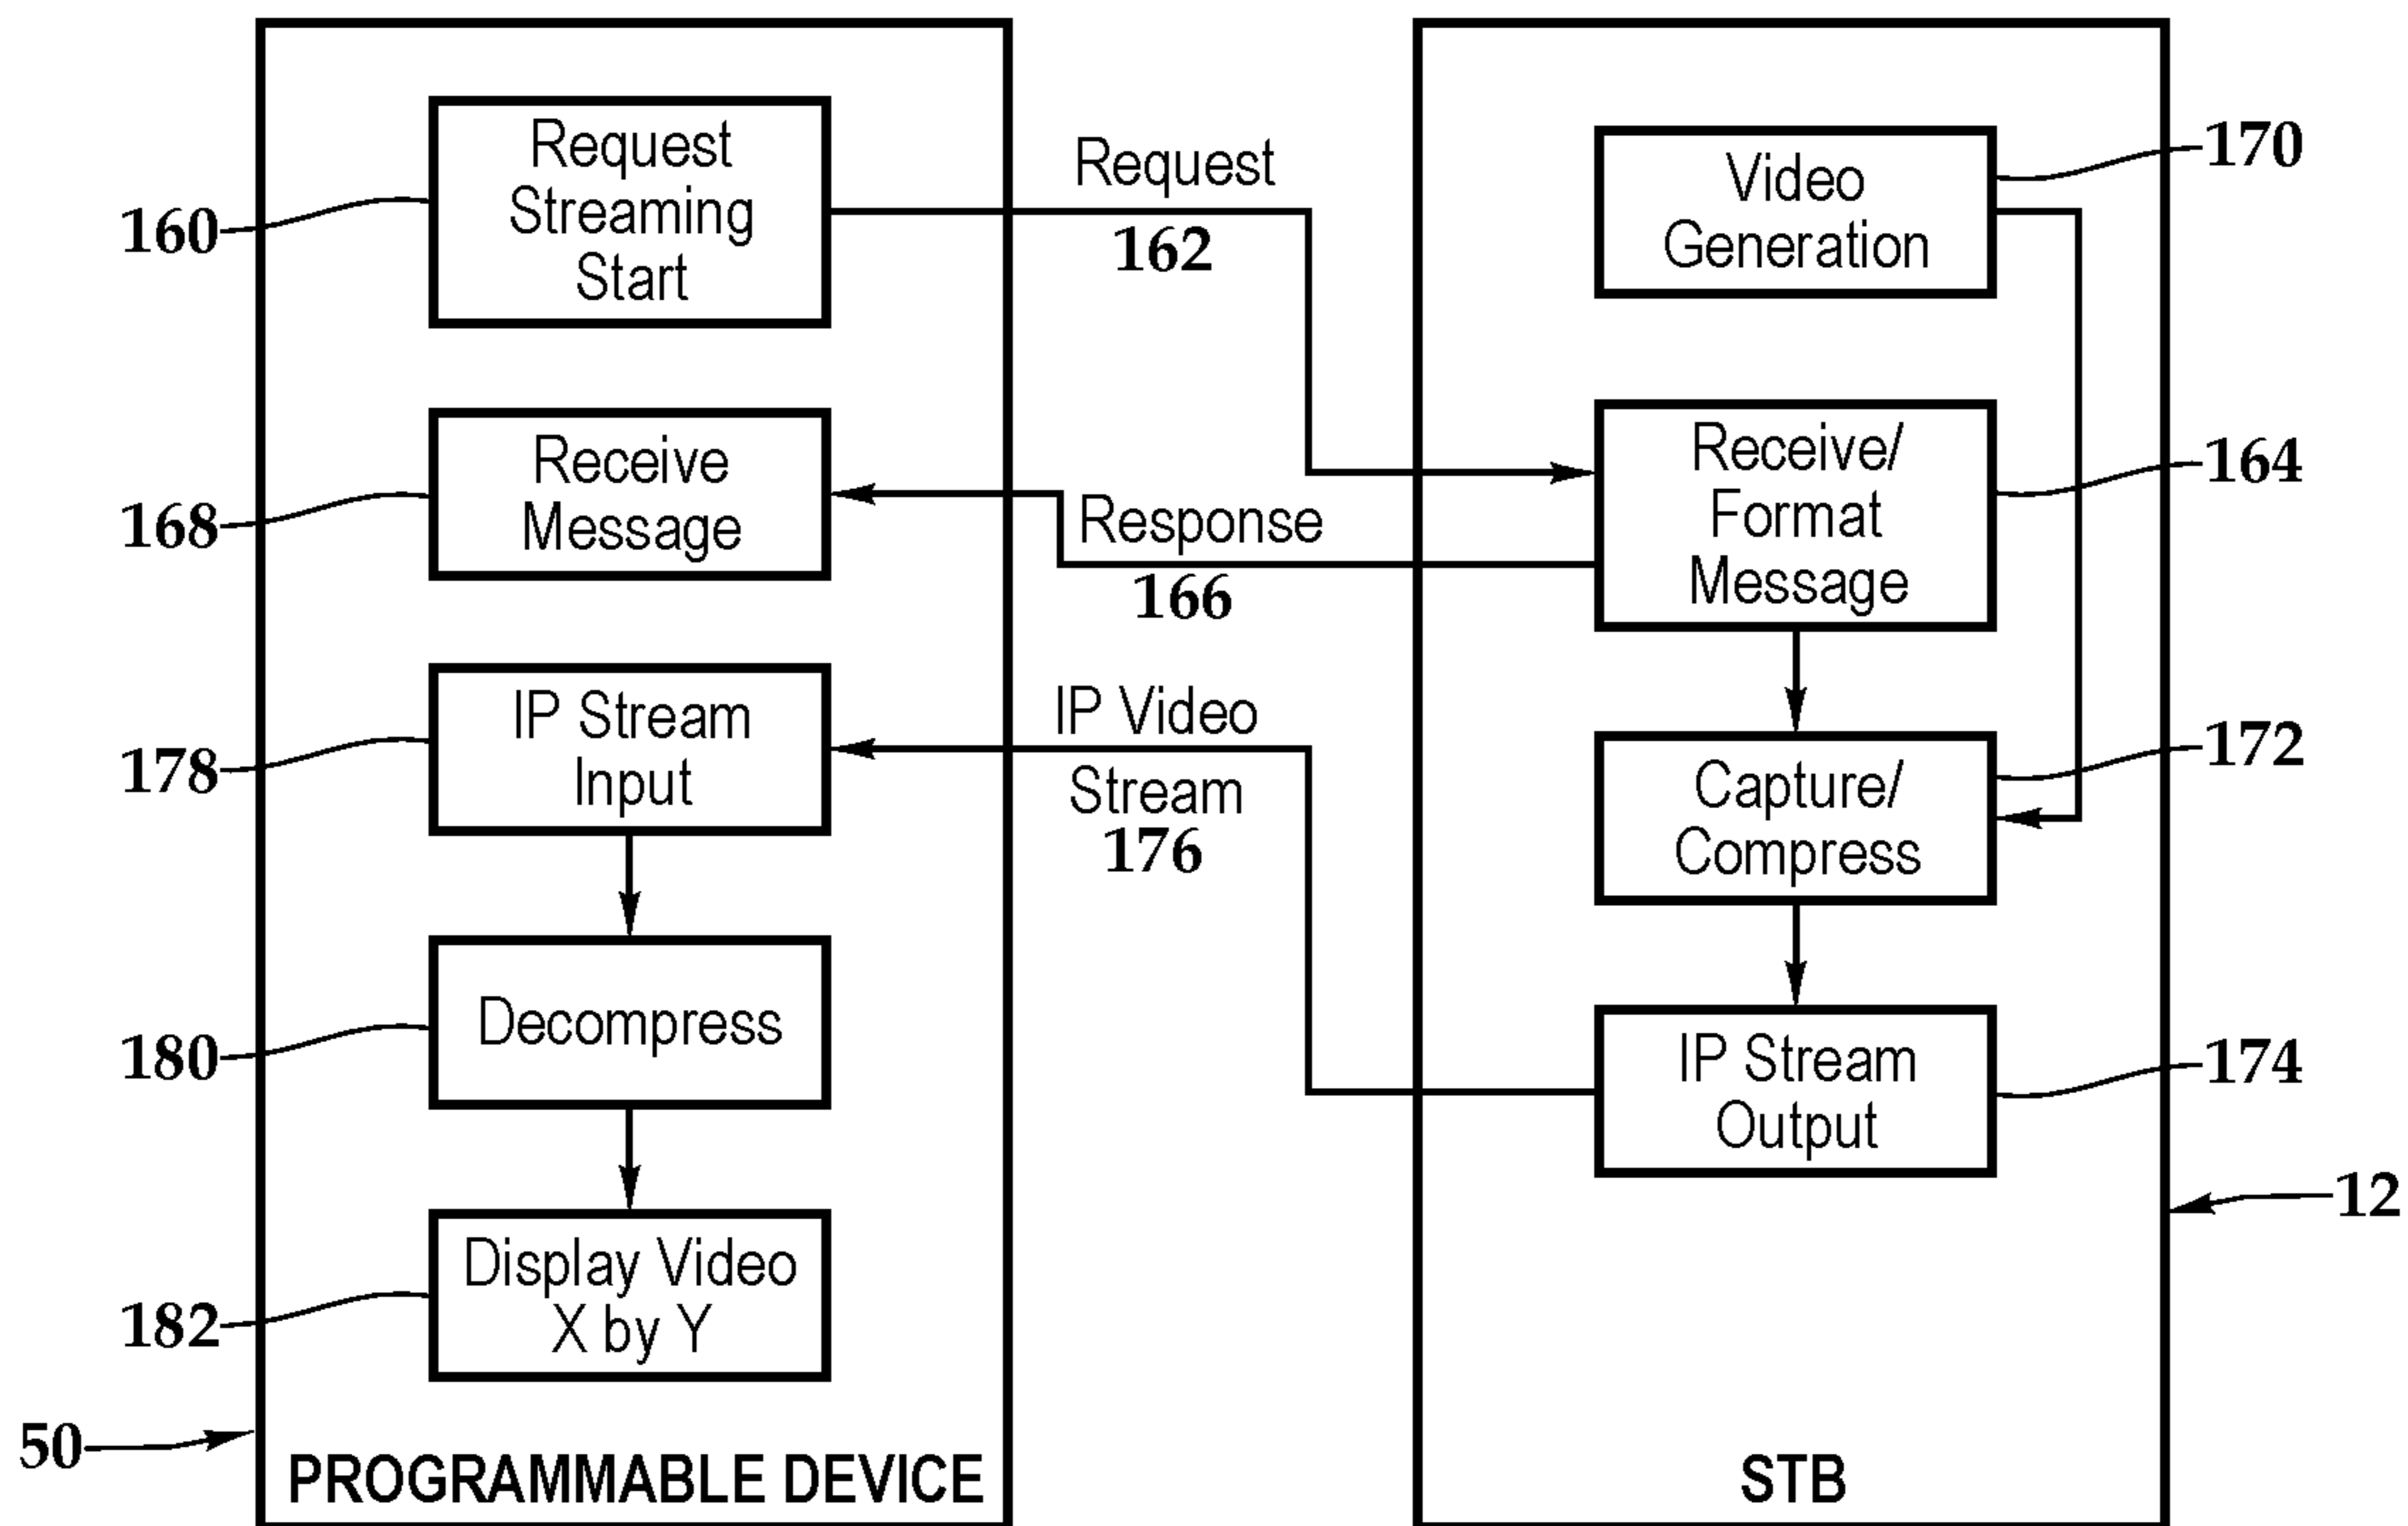 160
Request
Streaming
Start
Request
162
Video
Generation
170
168
Receive
Message
Response
166
Receive/
Format
Message
164
178
IP Stream
Input
IP Video
Stream
176
Capture/
Compress
172
180
Decompress
IP Stream
Output
174
12
182
Display Video
X by Y
50
PROGRAMMABLE DEVICE
STB